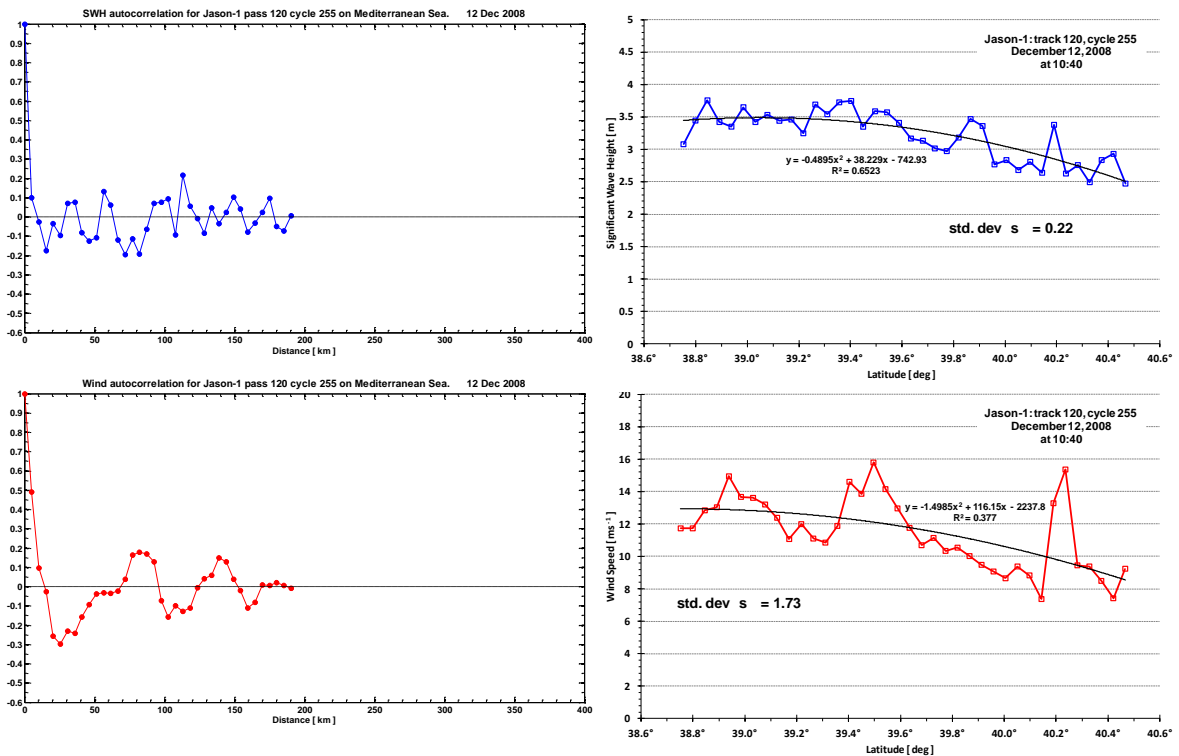 SWH autocorrelation for Jason-1 pass 120 cycle 255 on Mediterranean Sea. 12 Dec 2008
1
0.9
0.8
0.7
0.6
0.5
0.4
0.3
0.2
0.1
0
-0.1
-0.2
-0.3
-0.4
-0.5
-0.6
0 50 100 150 200 250 300 350 400
Distance [ km ]
Significant Wave Height [ m ]
5
4.5
4
3.5
3
2.5
2
1.5
1
0.5
0
Jason-1: track 120, cycle 255
December 12, 2008
at 10:40
y = -0.4895x² + 38.229x - 742.93
R² = 0.6523
std. dev s = 0.22
38.6° 38.8° 39.0° 39.2° 39.4° 39.6° 39.8° 40.0° 40.2° 40.4° 40.6°
Latitude [ deg ]
Wind autocorrelation for Jason-1 pass 120 cycle 255 on Mediterranean Sea. 12 Dec 2008
1
0.9
0.8
0.7
0.6
0.5
0.4
0.3
0.2
0.1
0
-0.1
-0.2
-0.3
-0.4
-0.5
-0.6
0 50 100 150 200 250 300 350 400
Distance [ km ]
Wind Speed [ ms⁻¹ ]
20
18
16
14
12
10
8
6
4
2
0
Jason-1: track 120, cycle 255
December 12, 2008
at 10:40
y = -1.4985x² + 116.15x - 2237.8
R² = 0.377
std. dev s = 1.73
38.6° 38.8° 39.0° 39.2° 39.4° 39.6° 39.8° 40.0° 40.2° 40.4° 40.6°
Latitude [ deg ]